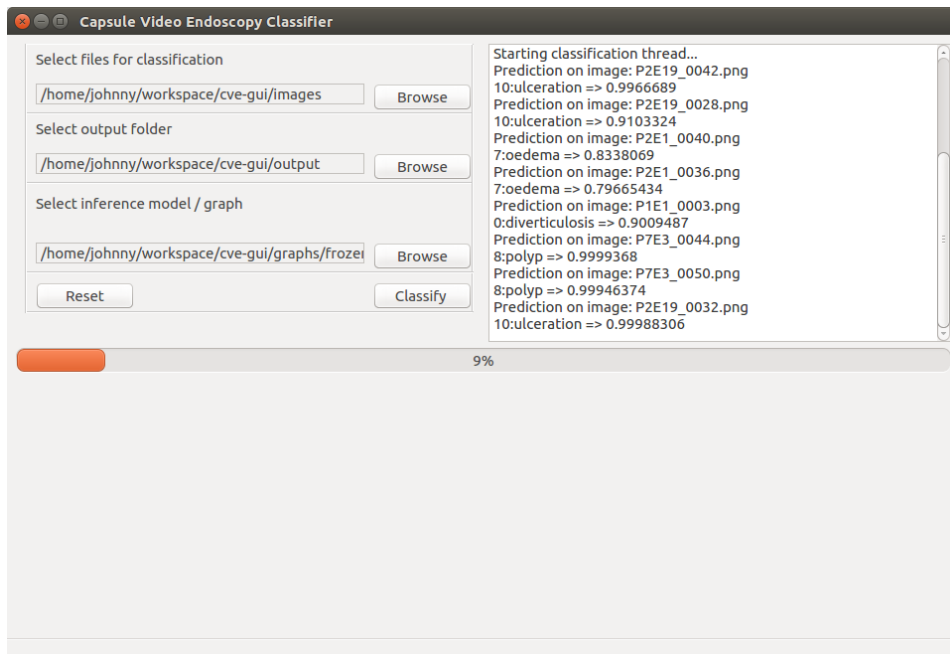 Capsule Video Endoscopy Classifier
Select files for classification
/home/johnny/workspace/cve-gui/images
Browse
Select output folder
/home/johnny/workspace/cve-gui/output
Browse
Select inference model / graph
/home/johnny/workspace/cve-gui/graphs/frozen
Browse
Reset
Classify
Starting classification thread...
Prediction on image: P2E19_0042.png
10:ulceration => 0.9966689
Prediction on image: P2E19_0028.png
10:ulceration => 0.9103324
Prediction on image: P2E1_0040.png
7:oedema => 0.8338069
Prediction on image: P2E1_0036.png
7:oedema => 0.79665434
Prediction on image: P1E1_0003.png
0:diverticulosis => 0.9009487
Prediction on image: P7E3_0044.png
8:polyp => 0.9999368
Prediction on image: P7E3_0050.png
8:polyp => 0.99946374
Prediction on image: P2E19_0032.png
10:ulceration => 0.99988306
9%